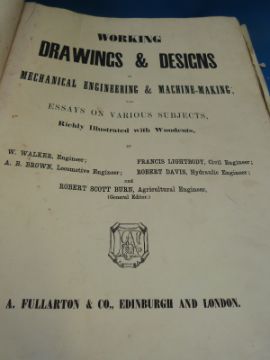 WORKING
DRAWINGS & DESIGNS
IN
MECHANICAL ENGINEERING & MACHINE-MAKING;
WITH
ESSAYS ON VARIOUS SUBJECTS,
Richly Illustrated with Woodcuts,
BY
W. WALKER, Engineer; FRANCIS LIGHTBODY, Civil Engineer;
A. H. BROWN, Locomotive Engineer; ROBERT DAVIS, Hydraulic Engineer;
and
ROBERT SCOTT BURN, Agricultural Engineer,
(General Editor.)
A. FULLARTON & CO., EDINBURGH AND LONDON.